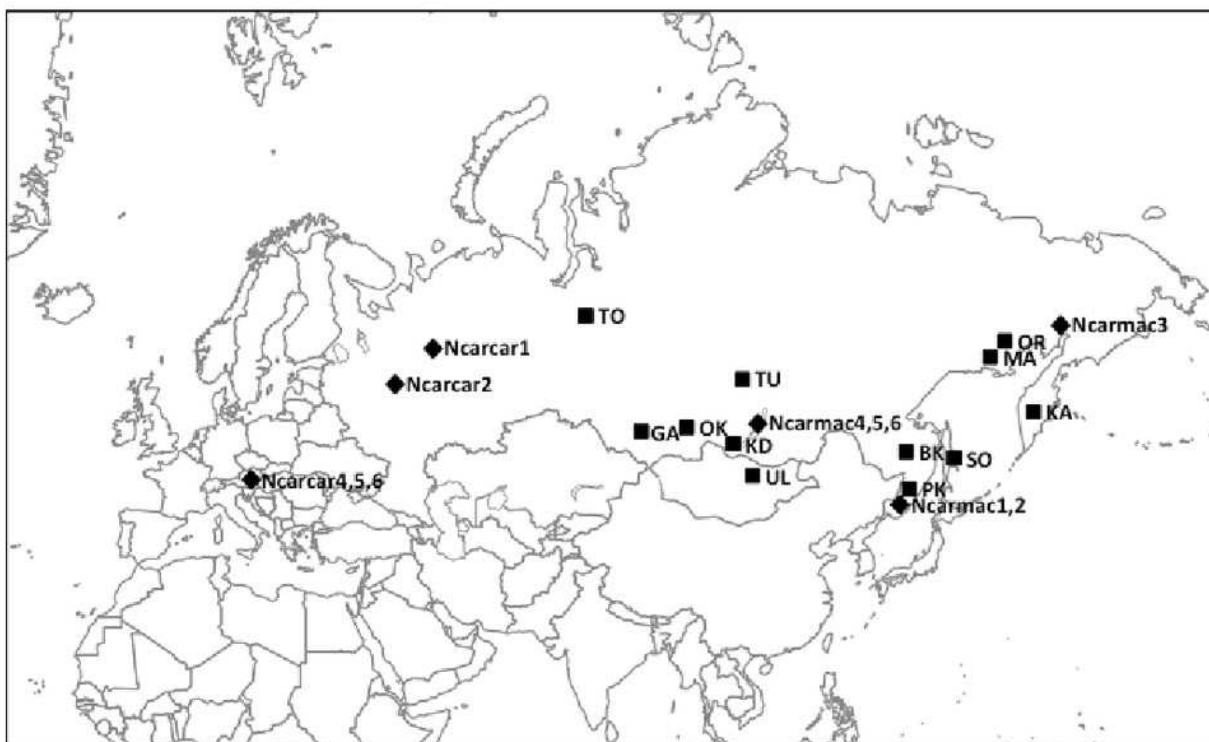 TO
Ncarmac3
OR
Ncarcar1
MA
TU
Ncarcar2
KA
Ncarmac4,5,6
OK
GA
KD
BK
SO
UL
Ncarcar4,5,6
PK
Ncarmac1,2